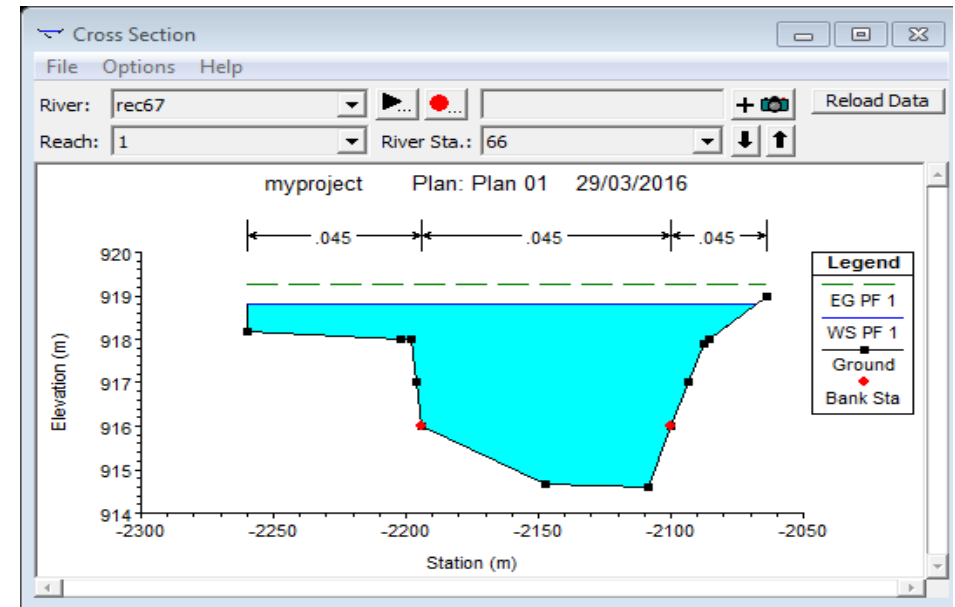 Cross Section
File Options Help
River: rec67 Reload Data
Reach: 1 River Sta.: 66
myproject Plan: Plan 01 29/03/2016
.045 .045 .045
920
919
918
917
916
915
914
-2300 -2250 -2200 -2150 -2100 -2050
Elevation (m)
Station (m)
Legend
EG PF 1
WS PF 1
Ground
Bank Sta